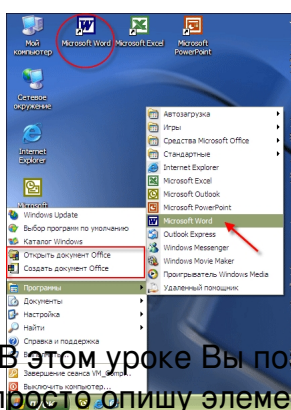 Мой компьютер
Microsoft Word
Microsoft Excel
Microsoft PowerPoint
Сетевое окружение
Internet Explorer
Microsoft
Windows Update
Выбор программ по умолчанию
Каталог Windows
Открыть документ Office
Создать документ Office
Программы
Документы
Настройка
Найти
Справка и поддержка
Завершение сеанса
Выключить компьютер...
Автозагрузка
Игры
Средства Microsoft Office
Стандартные
Internet Explorer
Microsoft Excel
Microsoft Outlook
Microsoft PowerPoint
Microsoft Word
Outlook Express
Windows Messenger
Windows Movie Maker
Проигрыватель Windows Media
Удаленный помощник
В этом уроке Вы поз
просто опишу элеме